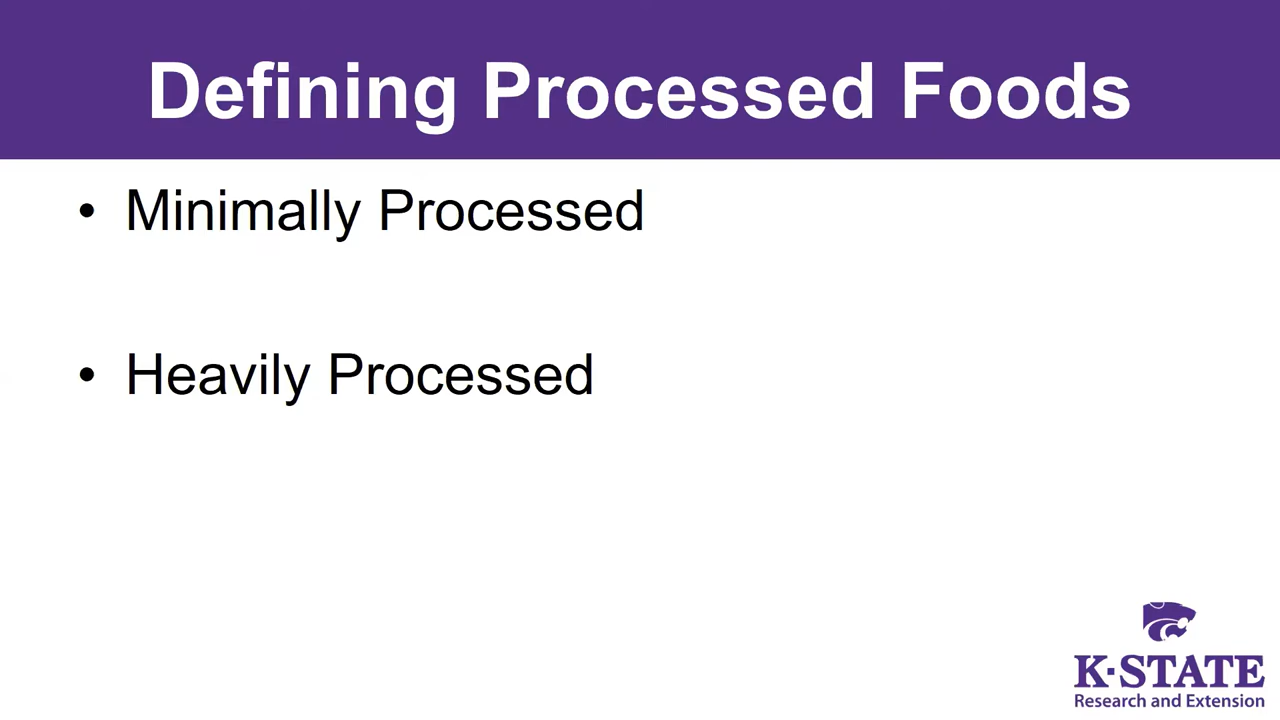 Defining Processed Foods
• Minimally Processed
• Heavily Processed
K·STATE
Research and Extension